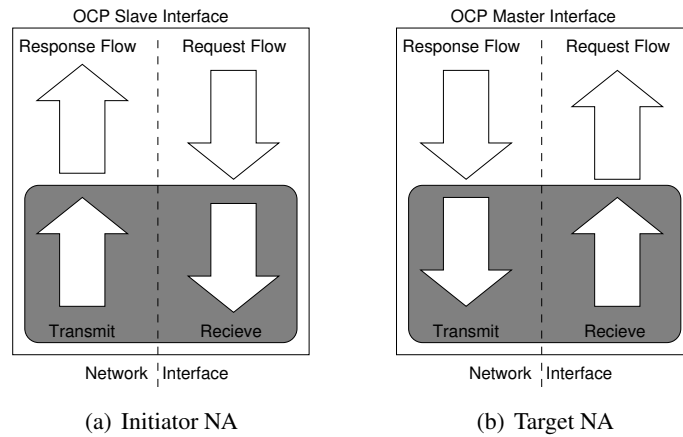 OCP Slave Interface
Response Flow Request Flow
Transmit Recieve
Network Interface
(a) Initiator NA
OCP Master Interface
Response Flow Request Flow
Transmit Recieve
Network Interface
(b) Target NA